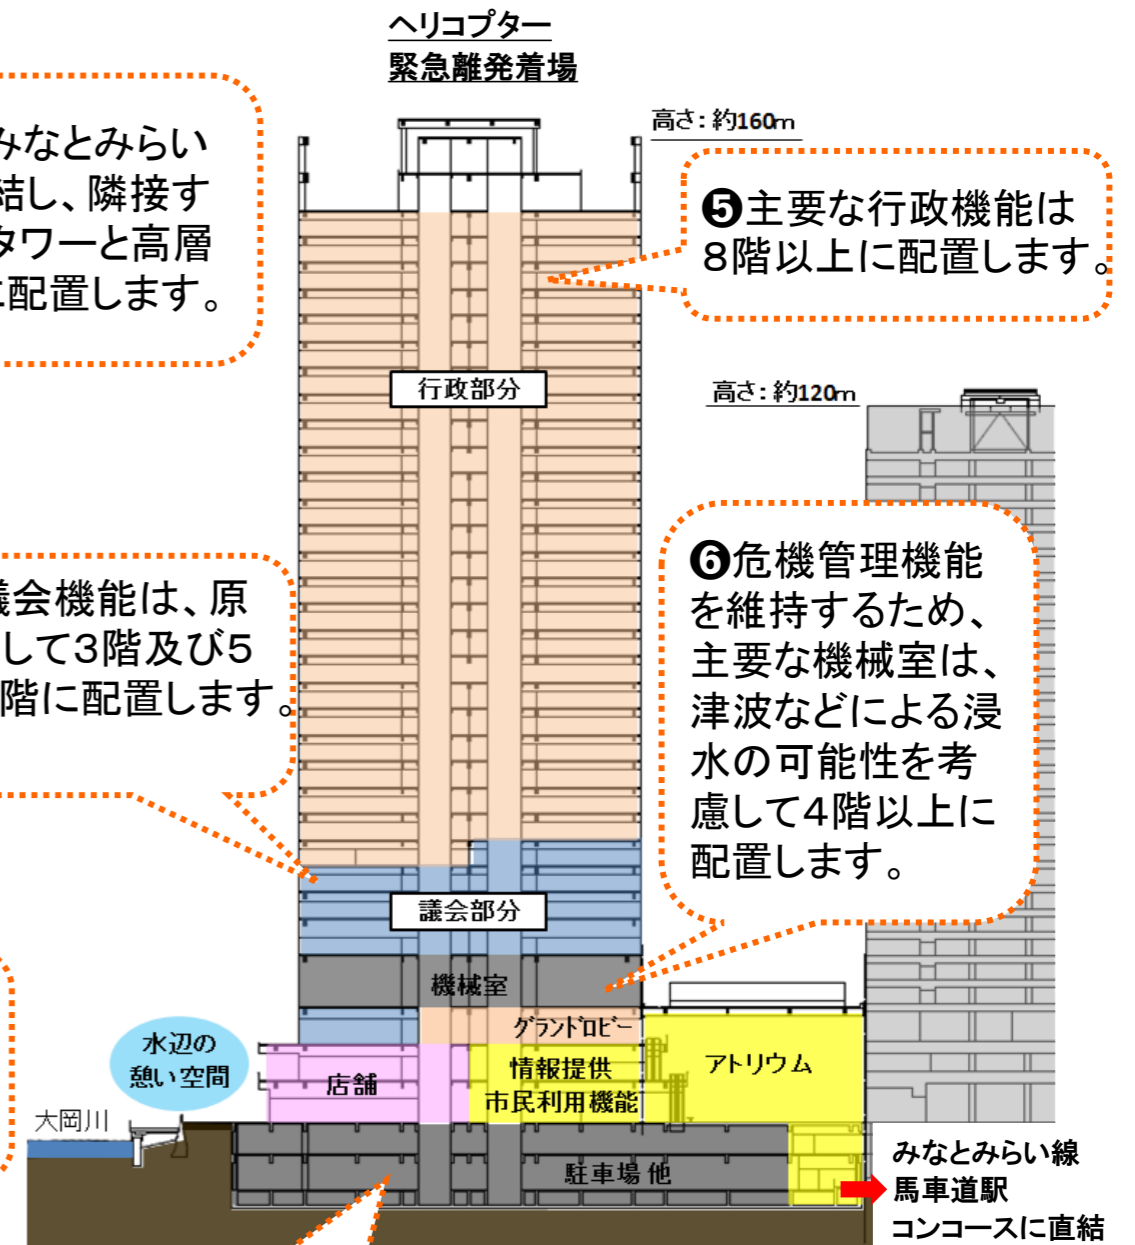 ヘリコプター
緊急離発着場
高さ：約160m
みなとみらい
結し、隣接す
タワーと高層
に配置します。
❺主要な行政機能は
8階以上に配置します。
行政部分
高さ：約120m
議会機能は、原
して3階及び5
階に配置します。
❻危機管理機能
を維持するため、
主要な機械室は、
津波などによる浸
水の可能性を考
慮して4階以上に
配置します。
議会部分
機械室
グランドロビー
水辺の
憩い空間
店舗
情報提供
市民利用機能
アトリウム
大岡川
駐車場他
みなとみらい線
馬車道駅
コンコースに直結